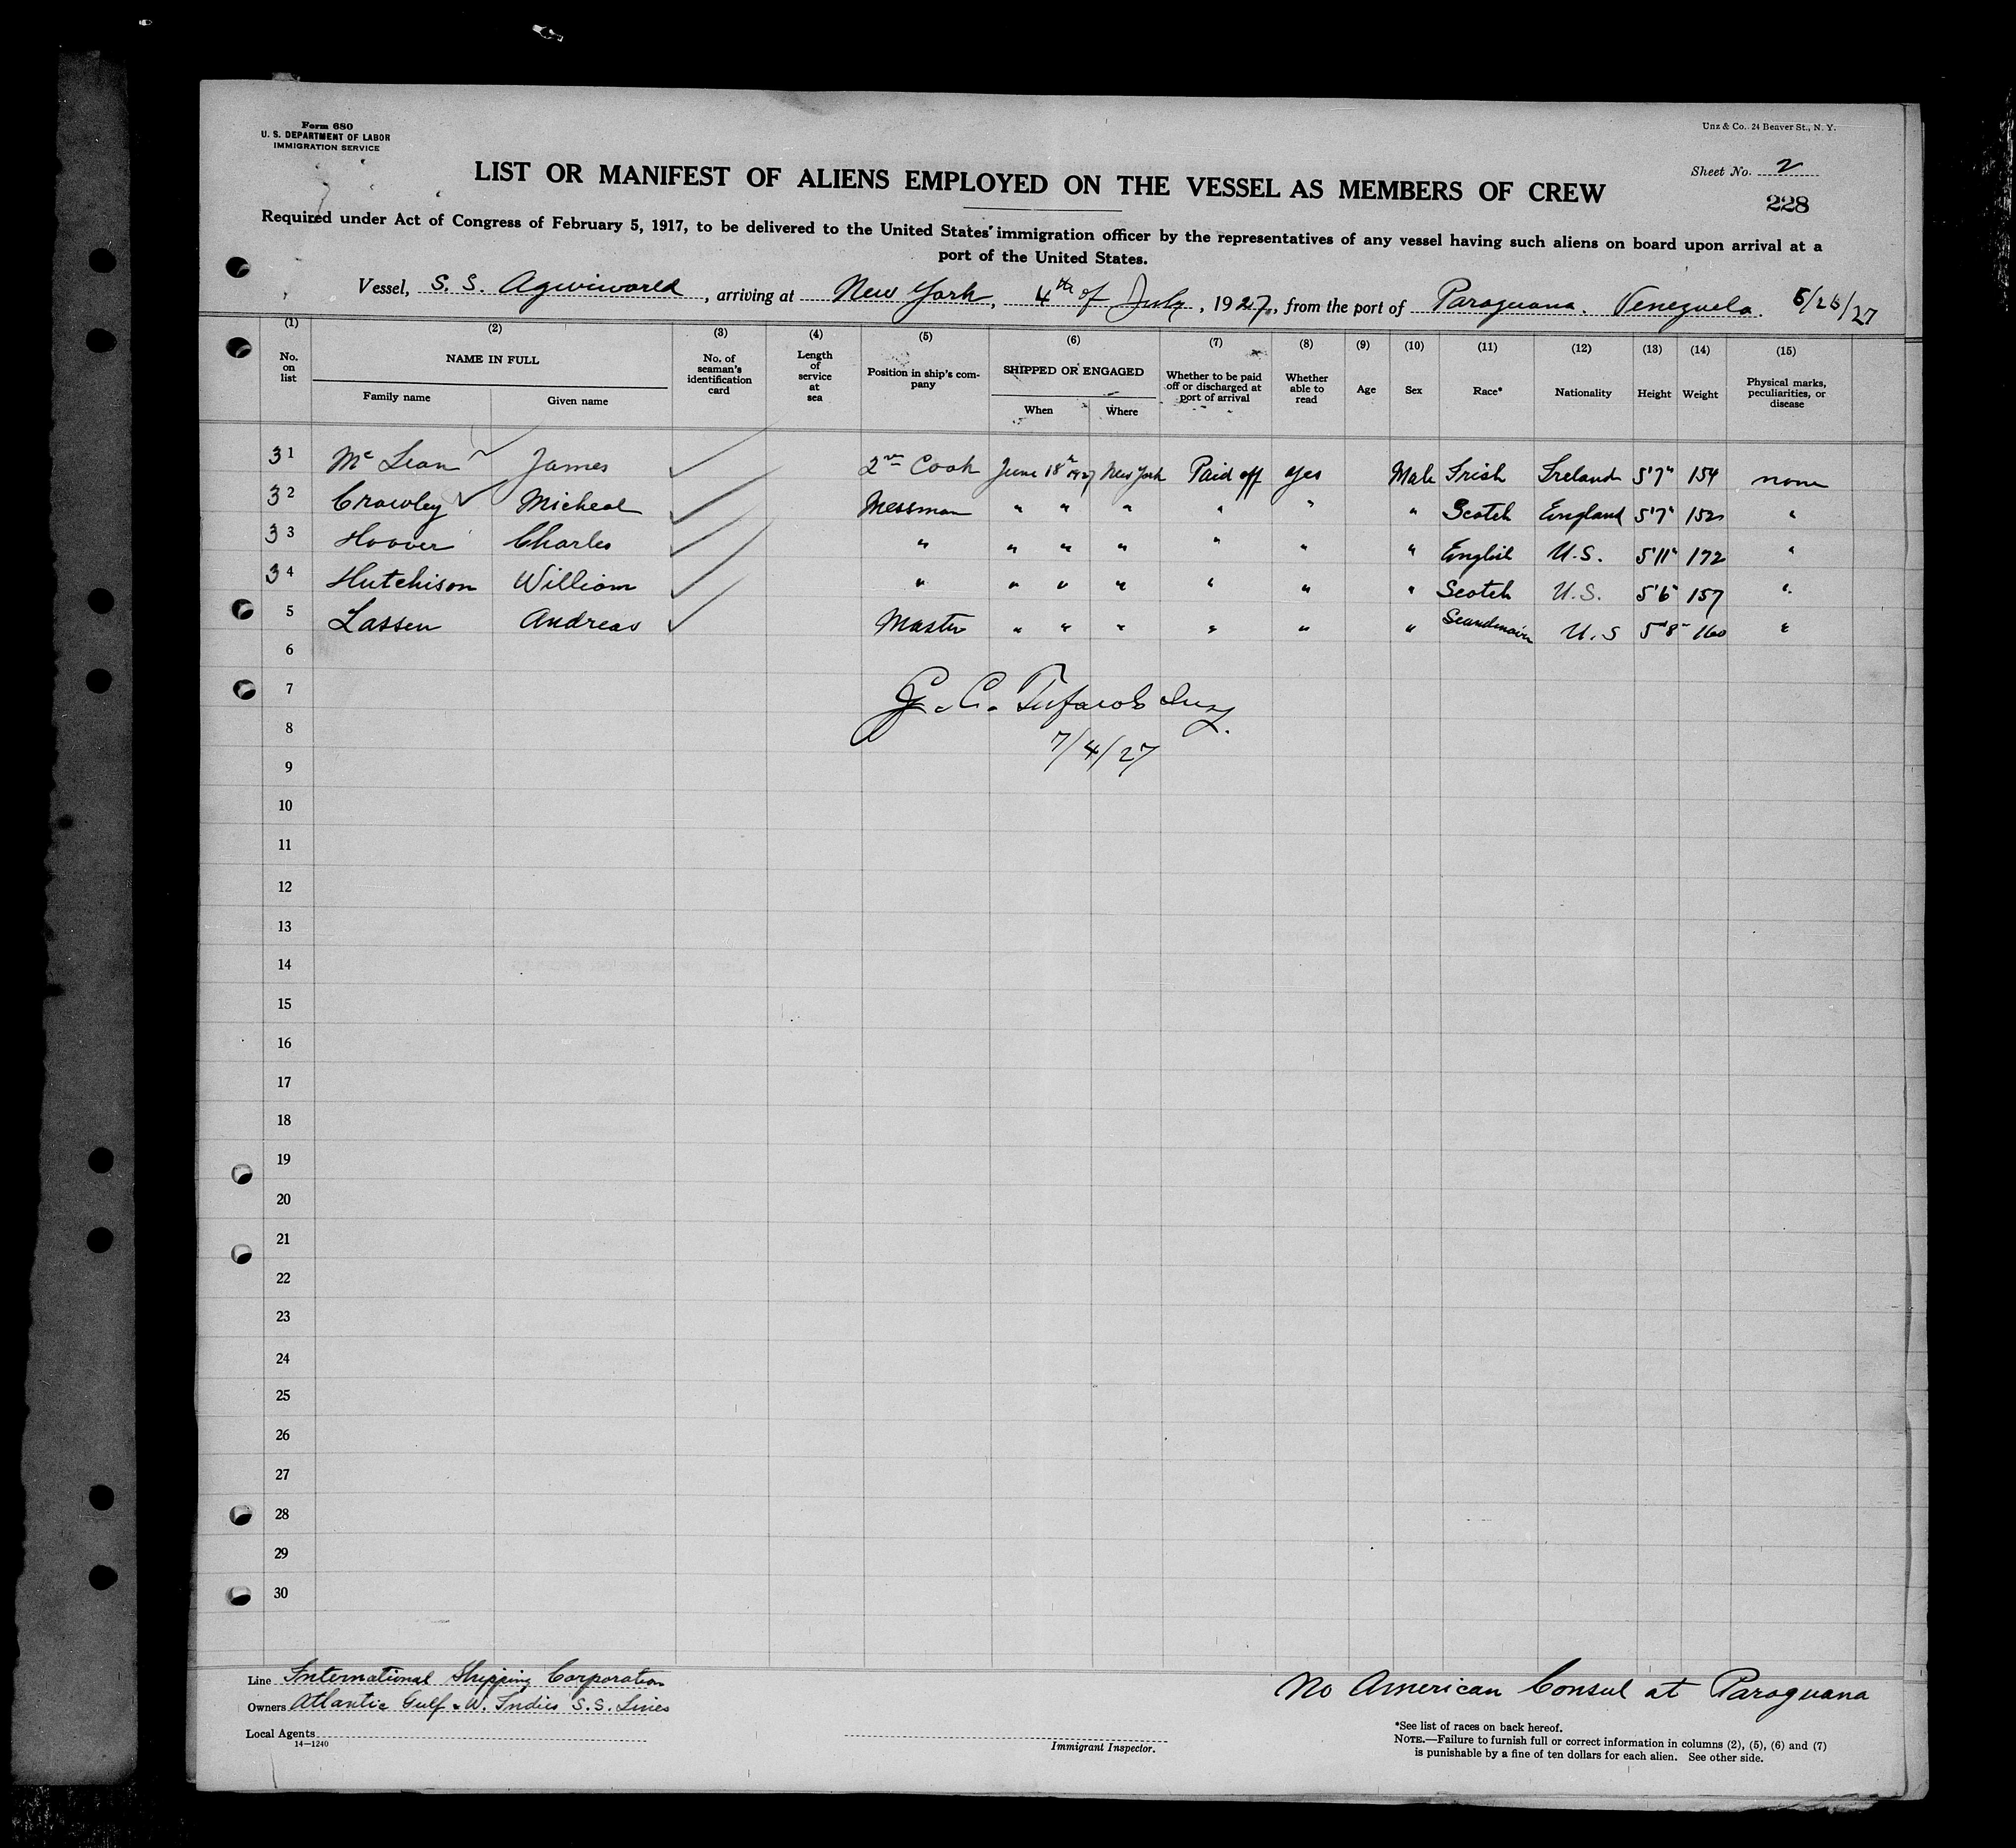 Form 680
U. S. DEPARTMENT OF LABOR
IMMIGRATION SERVICE
Unz & Co., 24 Beaver St., N. Y.
LIST OR MANIFEST OF ALIENS EMPLOYED ON THE VESSEL AS MEMBERS OF CREW
Sheet No. 2
228
Required under Act of Congress of February 5, 1917, to be delivered to the United States immigration officer by the representatives of any vessel having such aliens on board upon arrival at a
port of the United States.
Vessel, S. S. Agwiworld, arriving at New York, 4th of July, 1927, from the port of Paraguana. Venezuela.
(1) (2) (3) (4) (5) (6) (7) (8) (9) (10) (11) (12) (13) (14) (15)
No. on list NAME IN FULL Family name Given name No. of seaman's identification card Length of service at sea Position in ship's company SHIPPED OR ENGAGED When Where Whether to be paid off or discharged at port of arrival Whether able to read Age Sex Race* Nationality Height Weight Physical marks, peculiarities, or disease
31 Mc Lean James 2nd Cook June 18th 1927 New York Paid off Yes Male Irish Ireland 5'7" 154 none
32 Crowley Micheal Messman " " " " " " Scotch England 5'7" 152 "
33 Hoover Charles " " " " " " " English U.S. 5'11" 172 "
34 Hutchison William " " " " " " " Scotch U.S. 5'6" 157 "
5 Lassen Andreas Master " " " " " " Scandinavian U.S 5'8" 160 "
6
7
G. C. Insp.
8
7/4/27
9
10
11
12
13
14
15
16
17
18
19
20
21
22
23
24
25
26
27
28
29
30
Line International Shipping Corporation
No American Consul at Paraguana
Owners Atlantic Gulf & W. Indies S.S. Lines
Local Agents
14—1240
Immigrant Inspector.
*See list of races on back hereof.
NOTE.—Failure to furnish full or correct information in columns (2), (5), (6) and (7)
is punishable by a fine of ten dollars for each alien. See other side.